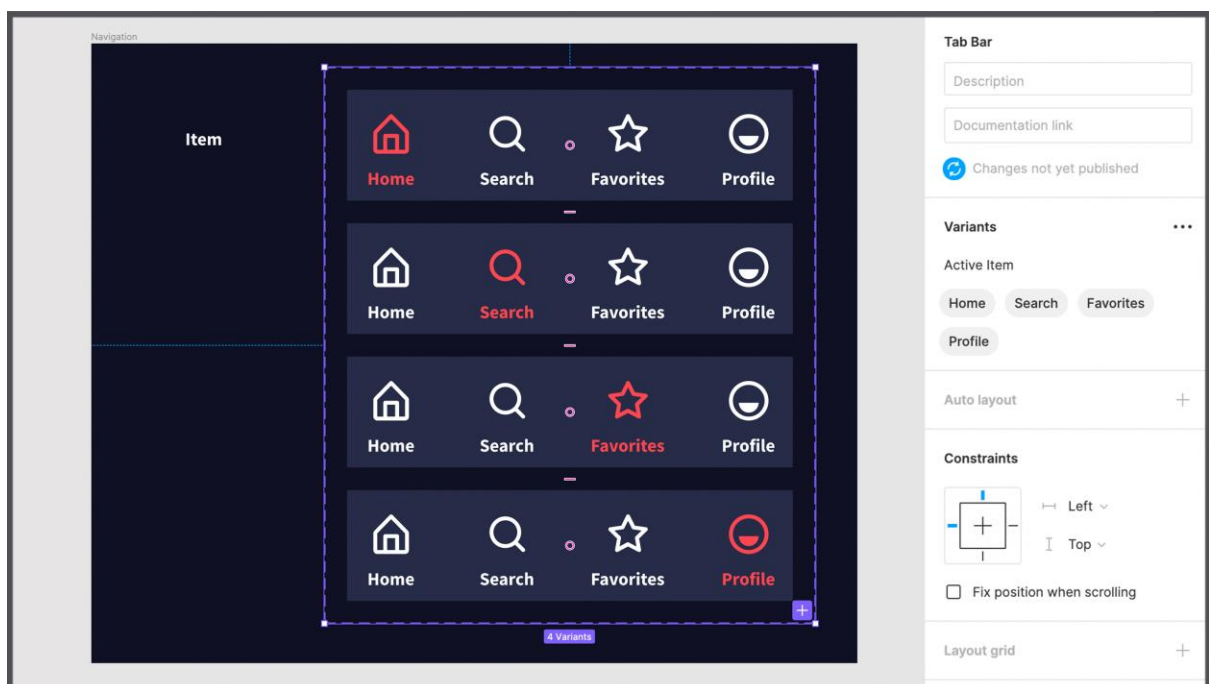 Navigation
Item
Home Search Favorites Profile
Home Search Favorites Profile
Home Search Favorites Profile
Home Search Favorites Profile
4 Variants
Tab Bar
Description
Documentation link
Changes not yet published
Variants
Active Item
Home Search Favorites
Profile
Auto layout
Constraints
Left
Top
Fix position when scrolling
Layout grid